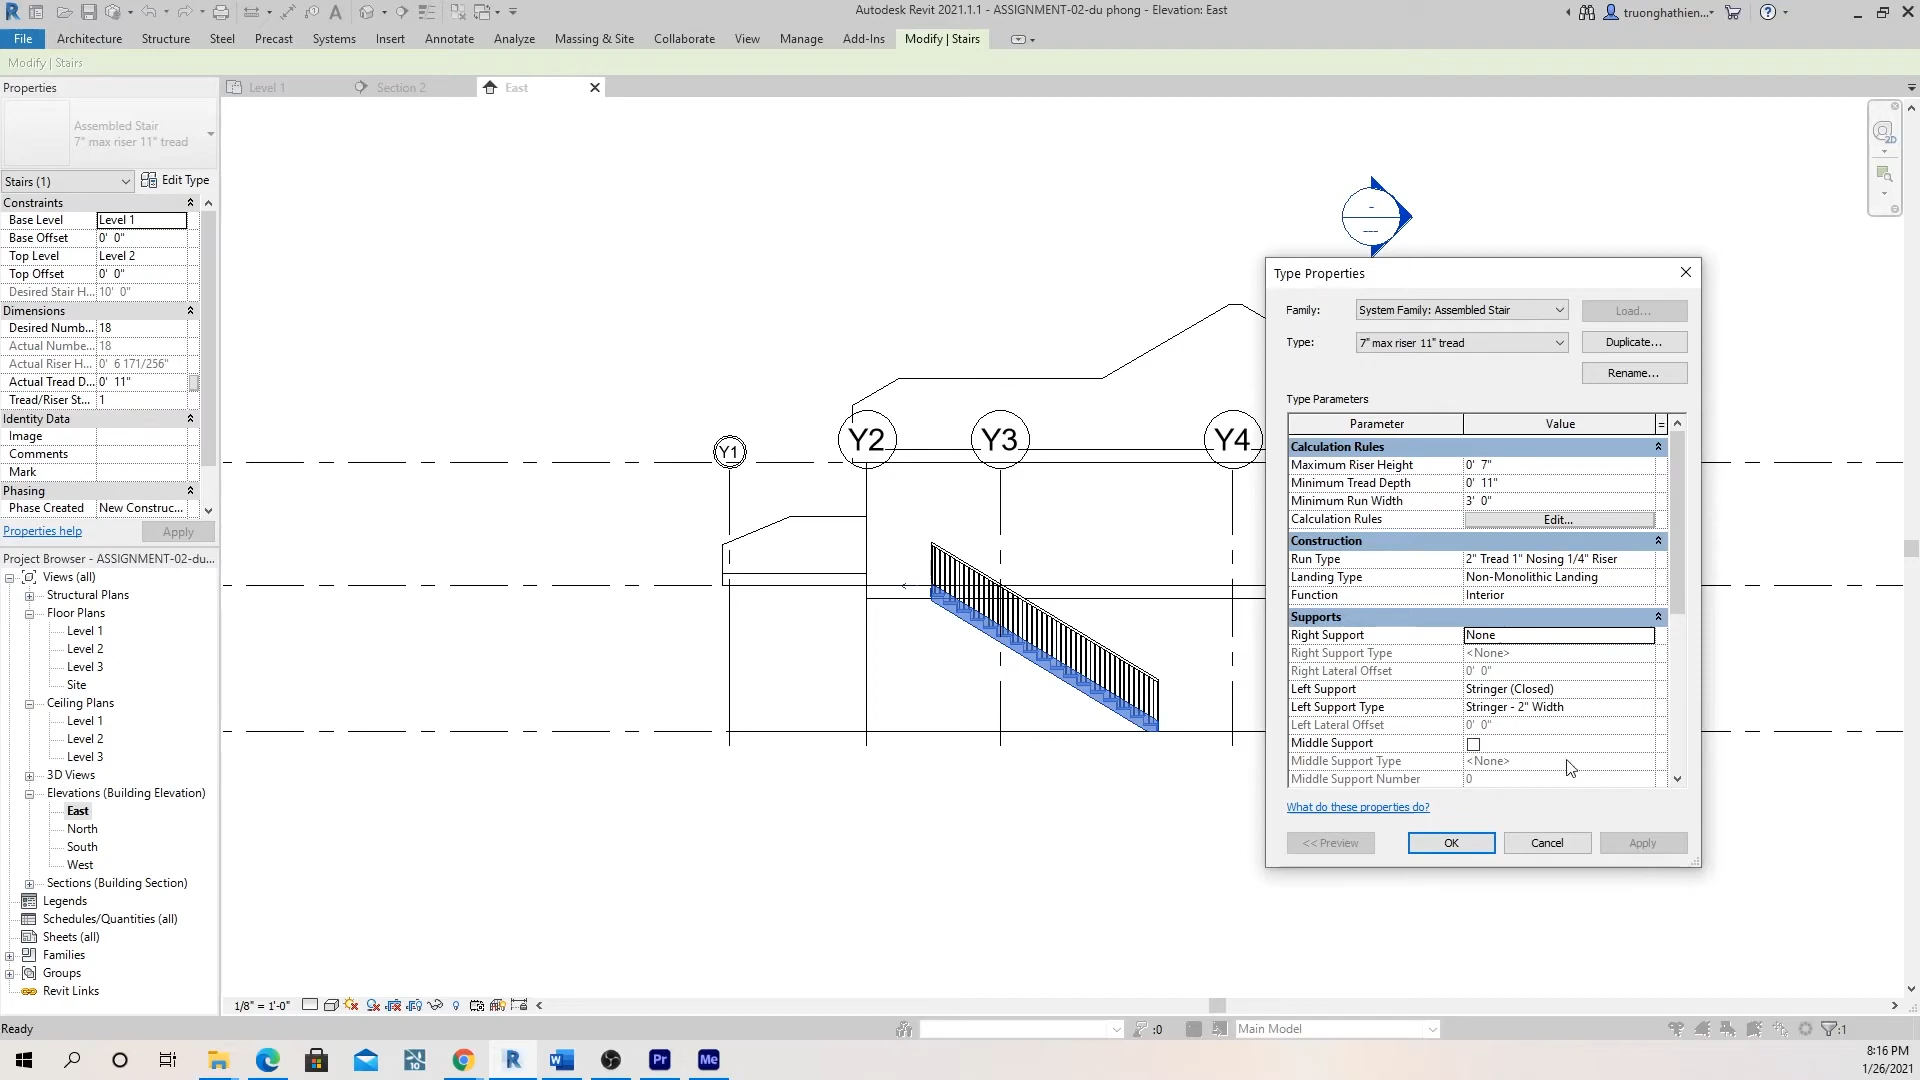 Autodesk Revit 2021.1.1 - ASSIGNMENT-02-du phong - Elevation: East
truonghathien...
File
Architecture
Structure
Steel
Precast
Systems
Insert
Annotate
Analyze
Massing & Site
Collaborate
View
Manage
Add-Ins
Modify | Stairs
Modify | Stairs
Properties
Level 1
Section 2
East
Assembled Stair
7" max riser 11" tread
Stairs (1)
Edit Type
Constraints
Base Level Level 1
Base Offset 0' 0"
Top Level Level 2
Top Offset 0' 0"
Desired Stair H... 10' 0"
Dimensions
Desired Numb... 18
Actual Numbe... 18
Actual Riser H... 0' 6 171/256"
Actual Tread D... 0' 11"
Tread/Riser St... 1
Identity Data
Image
Comments
Mark
Phasing
Phase Created New Construc...
Properties help
Apply
Project Browser - ASSIGNMENT-02-du...
Views (all)
Structural Plans
Floor Plans
Level 1
Level 2
Level 3
Site
Ceiling Plans
Level 1
Level 2
Level 3
3D Views
Elevations (Building Elevation)
East
North
South
West
Sections (Building Section)
Legends
Schedules/Quantities (all)
Sheets (all)
Families
Groups
Revit Links
Y1
Y2
Y3
Y4
2D
Type Properties
Family: System Family: Assembled Stair Load...
Type: 7" max riser 11" tread Duplicate...
Rename...
Type Parameters
Parameter Value =
Calculation Rules
Maximum Riser Height 0' 7"
Minimum Tread Depth 0' 11"
Minimum Run Width 3' 0"
Calculation Rules Edit...
Construction
Run Type 2" Tread 1" Nosing 1/4" Riser
Landing Type Non-Monolithic Landing
Function Interior
Supports
Right Support None
Right Support Type <None>
Right Lateral Offset 0' 0"
Left Support Stringer (Closed)
Left Support Type Stringer - 2" Width
Left Lateral Offset 0' 0"
Middle Support
Middle Support Type <None>
Middle Support Number 0
What do these properties do?
<< Preview
OK
Cancel
Apply
1/8" = 1'-0"
Ready
:0
Main Model
:1
10
R
W
Pr
Me
8:16 PM
1/26/2021